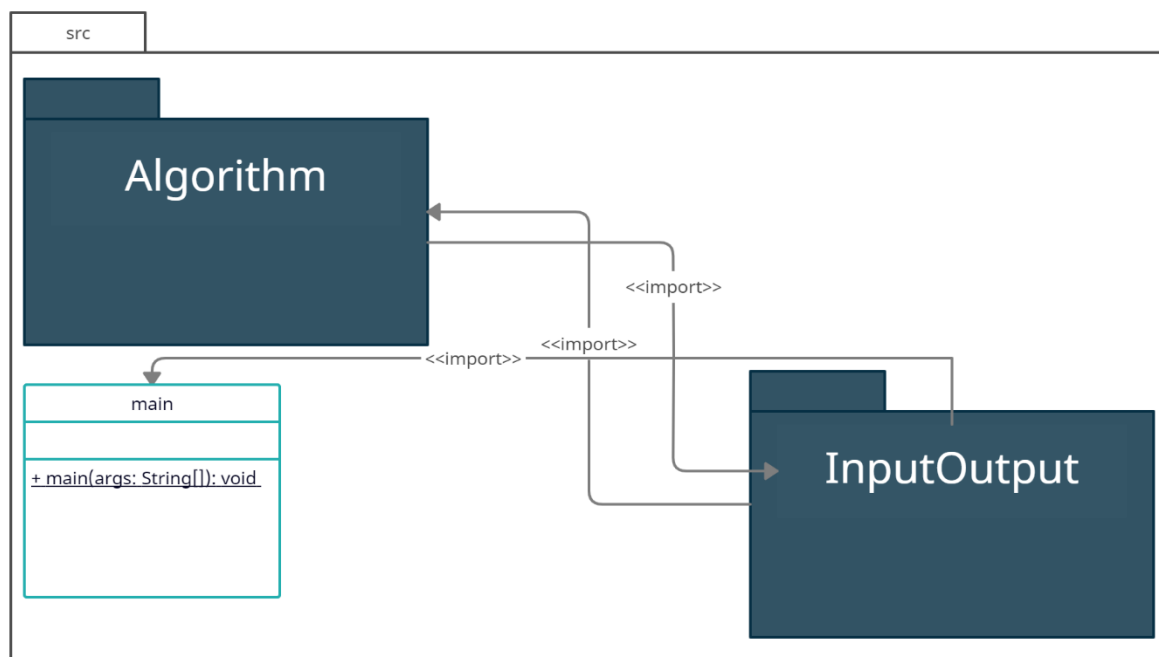 src
Algorithm
<<import>>
<<import>>
<<import>>
main
+ main(args: String[]): void
InputOutput